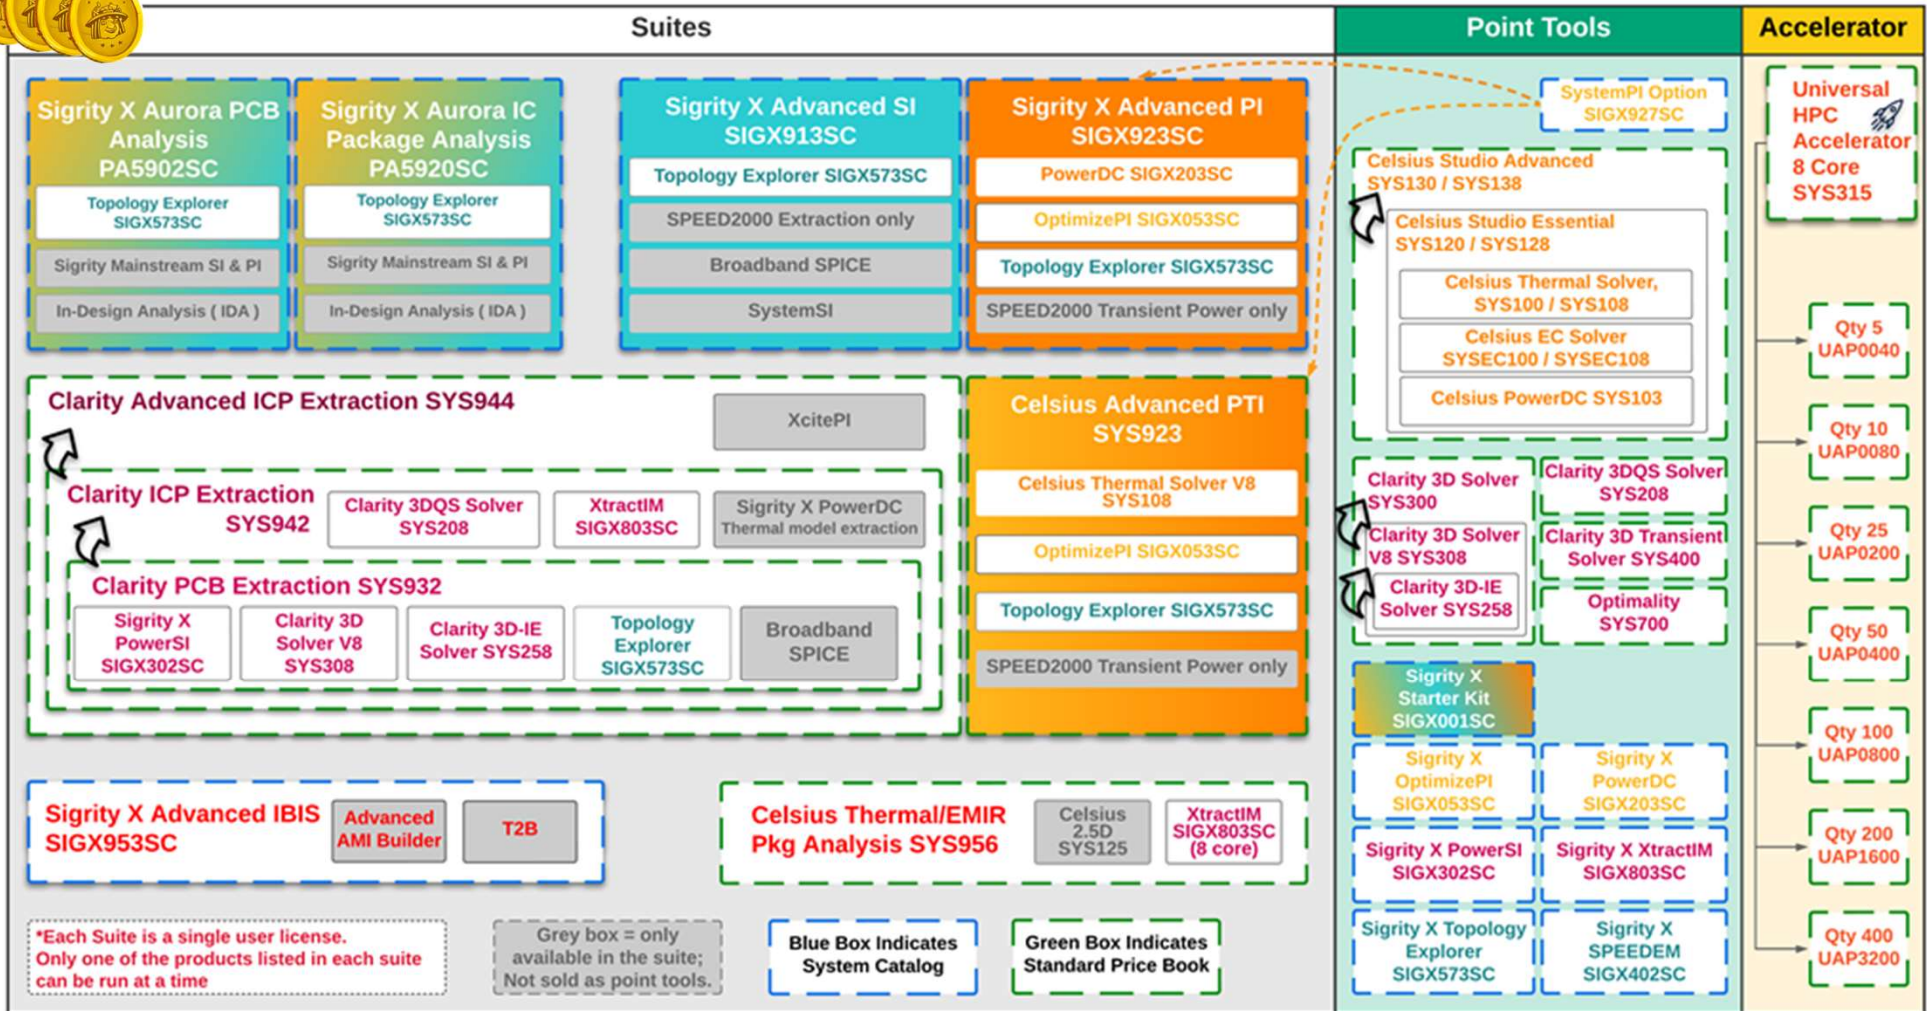 Suites
Point Tools
Accelerator
Sigrity X Aurora PCB
Analysis
PA5902SC
Topology Explorer
SIGX573SC
Sigrity Mainstream SI & PI
In-Design Analysis ( IDA )
Sigrity X Aurora IC
Package Analysis
PA5920SC
Topology Explorer
SIGX573SC
Sigrity Mainstream SI & PI
In-Design Analysis ( IDA )
Sigrity X Advanced SI
SIGX913SC
Topology Explorer SIGX573SC
SPEED2000 Extraction only
Broadband SPICE
SystemSI
Sigrity X Advanced PI
SIGX923SC
PowerDC SIGX203SC
OptimizePI SIGX053SC
Topology Explorer SIGX573SC
SPEED2000 Transient Power only
Clarity Advanced ICP Extraction SYS944
XcitePI
Clarity ICP Extraction
SYS942
Clarity 3DQS Solver
SYS208
XtractIM
SIGX803SC
Sigrity X PowerDC
Thermal model extraction
Clarity PCB Extraction SYS932
Sigrity X
PowerSI
SIGX302SC
Clarity 3D
Solver V8
SYS308
Clarity 3D-IE
Solver SYS258
Topology
Explorer
SIGX573SC
Broadband
SPICE
Celsius Advanced PTI
SYS923
Celsius Thermal Solver V8
SYS108
OptimizePI SIGX053SC
Topology Explorer SIGX573SC
SPEED2000 Transient Power only
Sigrity X Advanced IBIS
SIGX953SC
Advanced
AMI Builder
T2B
Celsius Thermal/EMIR
Pkg Analysis SYS956
Celsius
2.5D
SYS125
XtractIM
SIGX803SC
(8 core)
*Each Suite is a single user license.
Only one of the products listed in each suite
can be run at a time
Grey box = only
available in the suite;
Not sold as point tools.
Blue Box Indicates
System Catalog
Green Box Indicates
Standard Price Book
SystemPI Option
SIGX927SC
Celsius Studio Advanced
SYS130 / SYS138
Celsius Studio Essential
SYS120 / SYS128
Celsius Thermal Solver,
SYS100 / SYS108
Celsius EC Solver
SYSEC100 / SYSEC108
Celsius PowerDC SYS103
Clarity 3D Solver
SYS300
Clarity 3D Solver
V8 SYS308
Clarity 3D-IE
Solver SYS258
Clarity 3DQS Solver
SYS208
Clarity 3D Transient
Solver SYS400
Optimality
SYS700
Sigrity X
Starter Kit
SIGX001SC
Sigrity X
OptimizePI
SIGX053SC
Sigrity X
PowerDC
SIGX203SC
Sigrity X PowerSI
SIGX302SC
Sigrity X XtractIM
SIGX803SC
Sigrity X Topology
Explorer
SIGX573SC
Sigrity X
SPEEDEM
SIGX402SC
Universal
HPC
Accelerator
8 Core
SYS315
Qty 5
UAP0040
Qty 10
UAP0080
Qty 25
UAP0200
Qty 50
UAP0400
Qty 100
UAP0800
Qty 200
UAP1600
Qty 400
UAP3200